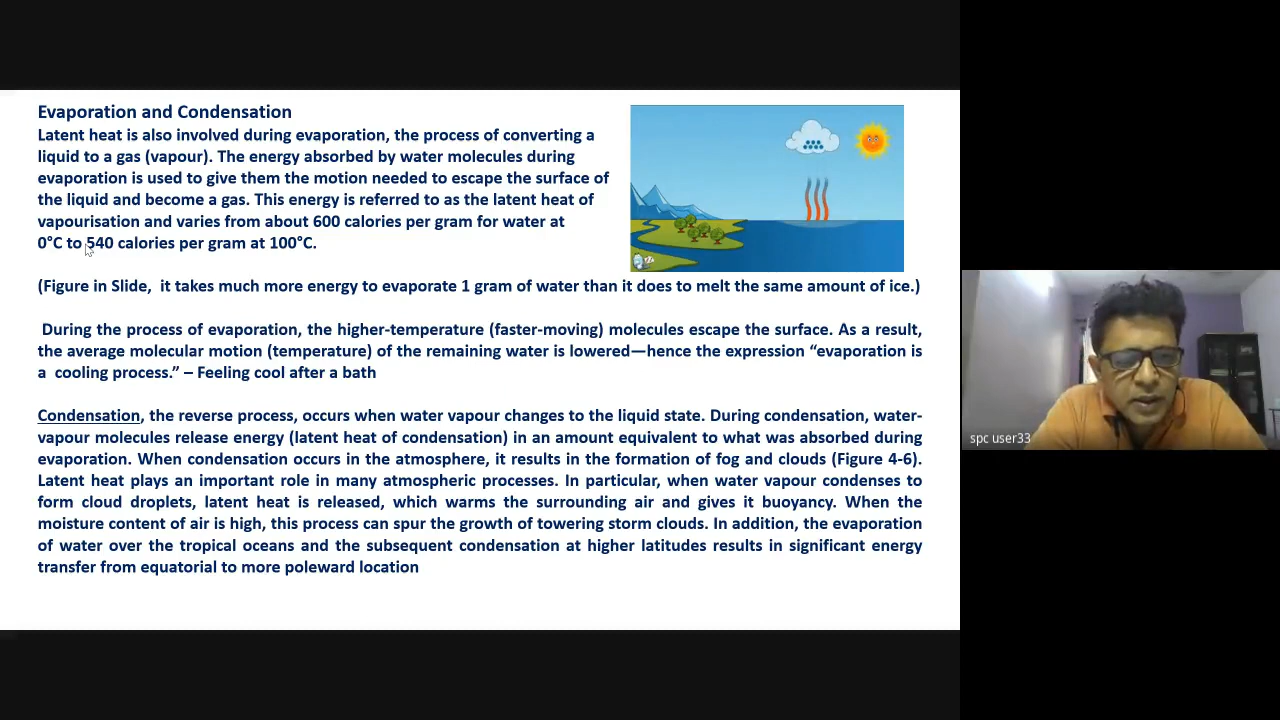 Evaporation and Condensation
Latent heat is also involved during evaporation, the process of converting a
liquid to a gas (vapour). The energy absorbed by water molecules during
evaporation is used to give them the motion needed to escape the surface of
the liquid and become a gas. This energy is referred to as the latent heat of
vapourisation and varies from about 600 calories per gram for water at
0°C to 540 calories per gram at 100°C.
(Figure in Slide, it takes much more energy to evaporate 1 gram of water than it does to melt the same amount of ice.)
During the process of evaporation, the higher-temperature (faster-moving) molecules escape the surface. As a result,
the average molecular motion (temperature) of the remaining water is lowered—hence the expression “evaporation is
a cooling process.” – Feeling cool after a bath
Condensation, the reverse process, occurs when water vapour changes to the liquid state. During condensation, water-
vapour molecules release energy (latent heat of condensation) in an amount equivalent to what was absorbed during
evaporation. When condensation occurs in the atmosphere, it results in the formation of fog and clouds (Figure 4-6).
Latent heat plays an important role in many atmospheric processes. In particular, when water vapour condenses to
form cloud droplets, latent heat is released, which warms the surrounding air and gives it buoyancy. When the
moisture content of air is high, this process can spur the growth of towering storm clouds. In addition, the evaporation
of water over the tropical oceans and the subsequent condensation at higher latitudes results in significant energy
transfer from equatorial to more poleward location
spc user33